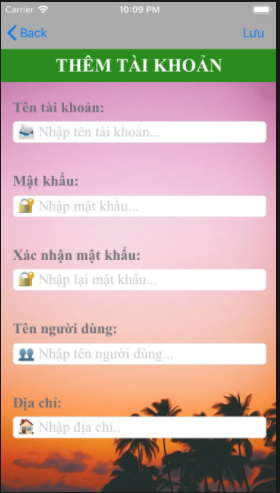 Carrier 10:09 PM
Back Lưu
THÊM TÀI KHOẢN
Tên tài khoản:
Nhập tên tài khoản...
Mật khẩu:
Nhập mật khẩu...
Xác nhận mật khẩu:
Nhập lại mật khẩu...
Tên người dùng:
Nhập tên người dùng...
Địa chỉ:
Nhập địa chỉ..